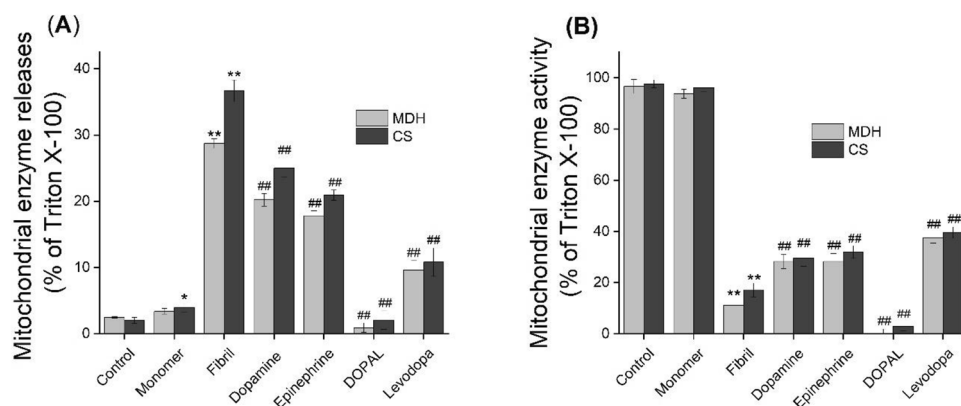 (A)
Mitochondrial enzyme releases
(% of Triton X-100)
40
30
20
10
0
MDH
CS
*
**
**
##
##
##
##
##
##
##
##
Control
Monomer
Fibril
Dopamine
Epinephrine
DOPAL
Levodopa
(B)
Mitochondrial enzyme activity
(% of Triton X-100)
100
80
60
40
20
0
MDH
CS
**
**
##
##
##
##
##
##
##
##
Control
Monomer
Fibril
Dopamine
Epinephrine
DOPAL
Levodopa